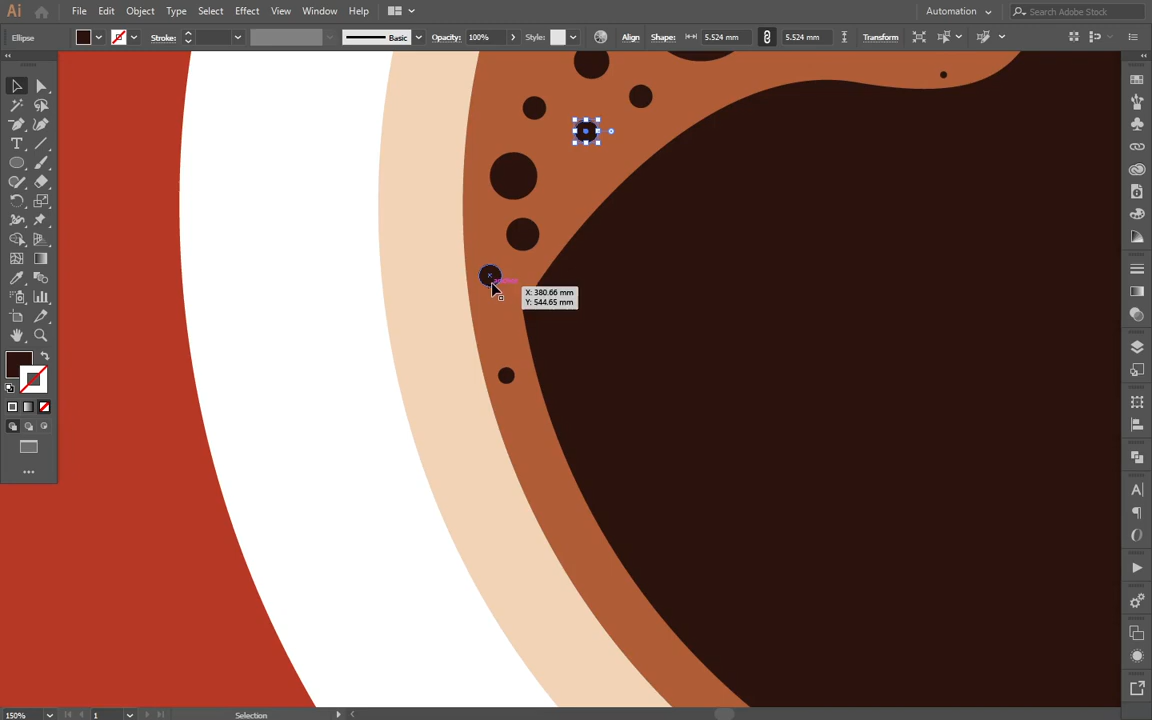 Ai File Edit Object Type Select Effect View Window Help Automation Search Adobe Stock
Ellipse Stroke: Basic Opacity: 100% Style: Align Shape: 5.524 mm 5.524 mm Transform
X: 380.66 mm
Y: 544.65 mm
150% 1 Selection